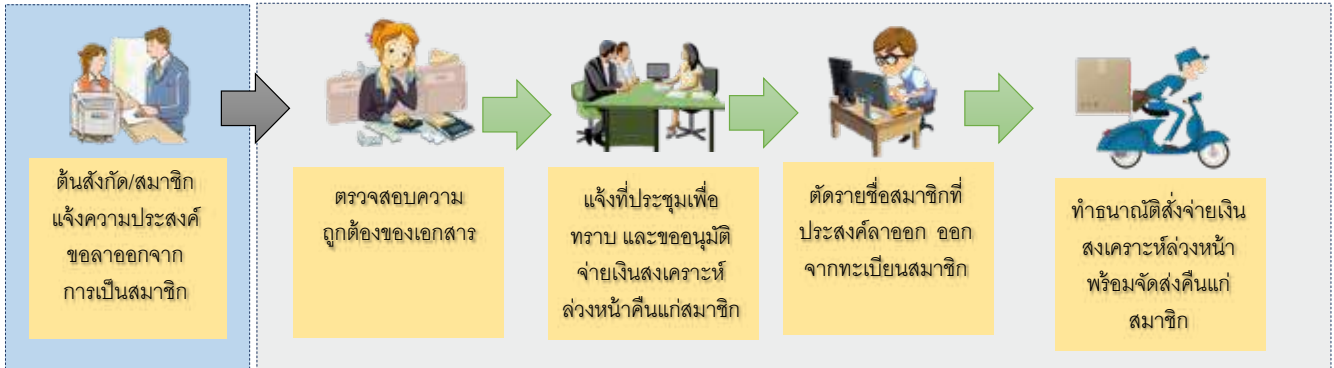 ต้นสังกัด/สมาชิก
แจ้งความประสงค์
ขอลาออกจาก
การเป็นสมาชิก
ตรวจสอบความ
ถูกต้องของเอกสาร
แจ้งที่ประชุมเพื่อ
ทราบ และขออนุมัติ
จ่ายเงินสงเคราะห์
ล่วงหน้าคืนแก่สมาชิก
ตัดรายชื่อสมาชิกที่
ประสงค์ลาออก ออก
จากทะเบียนสมาชิก
ทำธนาณัติสั่งจ่ายเงิน
สงเคราะห์ล่วงหน้า
พร้อมจัดส่งคืนแก่
สมาชิก